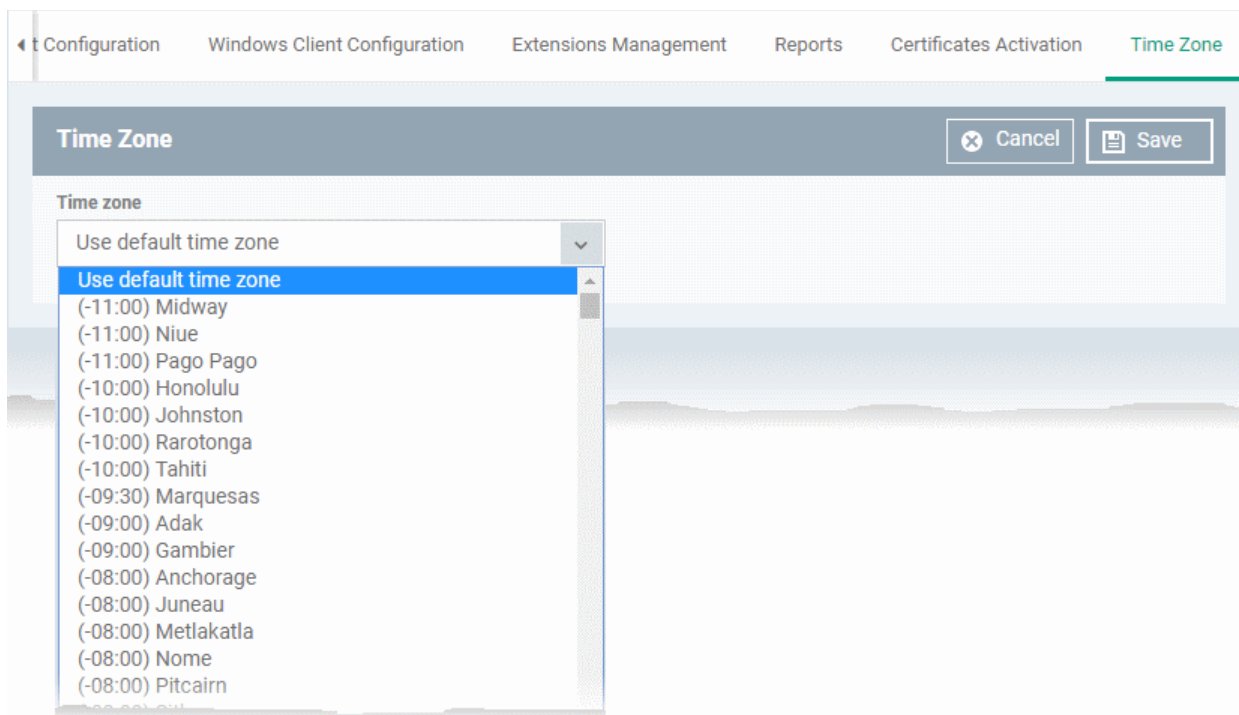 t Configuration Windows Client Configuration Extensions Management Reports Certificates Activation Time Zone
Time Zone Cancel Save
Time zone
Use default time zone
Use default time zone
(-11:00) Midway
(-11:00) Niue
(-11:00) Pago Pago
(-10:00) Honolulu
(-10:00) Johnston
(-10:00) Rarotonga
(-10:00) Tahiti
(-09:30) Marquesas
(-09:00) Adak
(-09:00) Gambier
(-08:00) Anchorage
(-08:00) Juneau
(-08:00) Metlakatla
(-08:00) Nome
(-08:00) Pitcairn